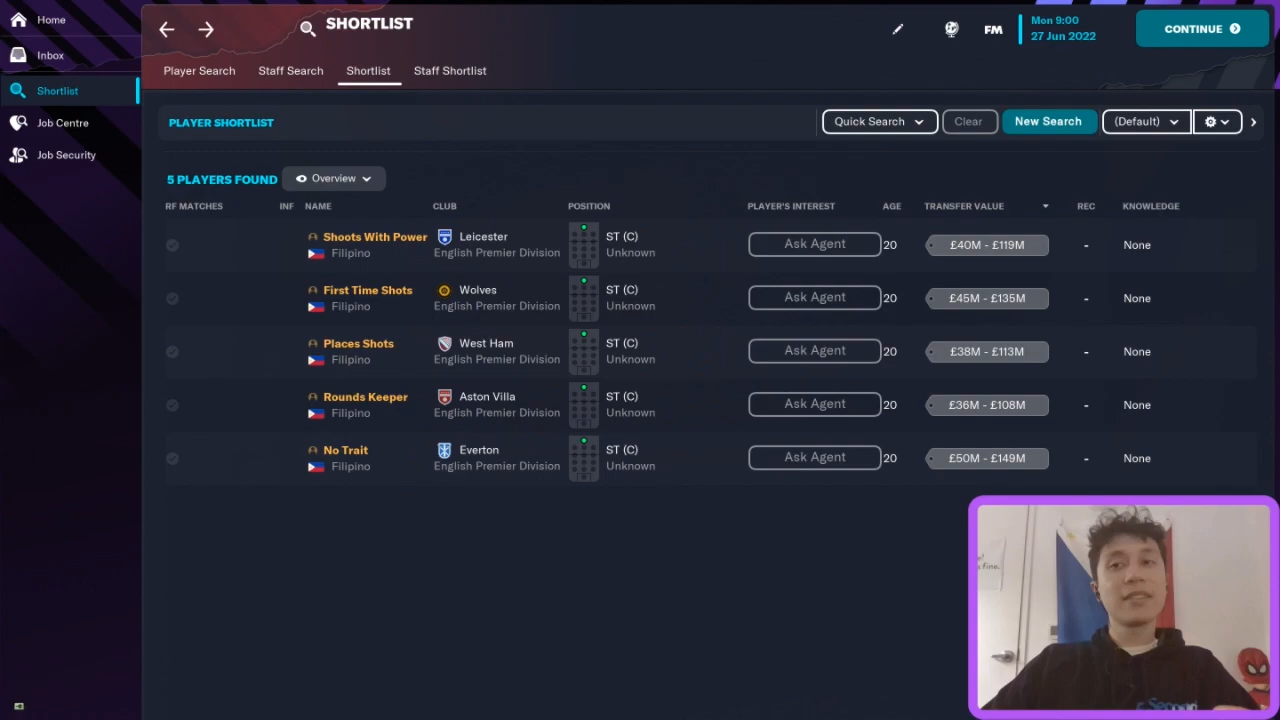 Home
Inbox
Shortlist
Job Centre
Job Security
SHORTLIST
FM
Mon 9:00
27 Jun 2022
CONTINUE
Player Search
Staff Search
Shortlist
Staff Shortlist
PLAYER SHORTLIST
Quick Search
Clear
New Search
(Default)
5 PLAYERS FOUND
Overview
RF MATCHES INF NAME CLUB POSITION PLAYER'S INTEREST AGE TRANSFER VALUE REC KNOWLEDGE
Shoots With Power Leicester ST (C) Ask Agent 20 £40M - £119M - None
Filipino English Premier Division Unknown
First Time Shots Wolves ST (C) Ask Agent 20 £45M - £135M - None
Filipino English Premier Division Unknown
Places Shots West Ham ST (C) Ask Agent 20 £38M - £113M - None
Filipino English Premier Division Unknown
Rounds Keeper Aston Villa ST (C) Ask Agent 20 £36M - £108M - None
Filipino English Premier Division Unknown
No Trait Everton ST (C) Ask Agent 20 £50M - £149M - None
Filipino English Premier Division Unknown
Fine.